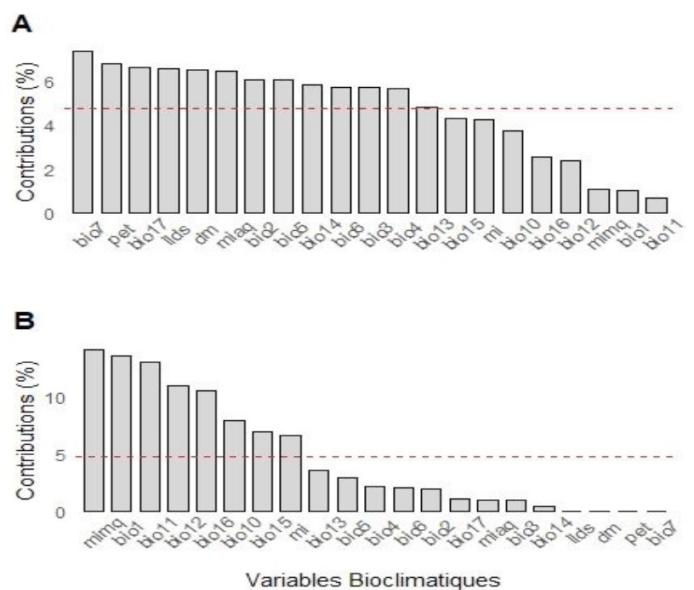 A
Contributions (%)
6
4
2
0
bio7 pet bio17 llds dm miaq bio2 bio5 bio14 bio6 bio3 bio4 bio13 bio15 mi bio10 bio16 bio12 mimq bio1 bio11
B
Contributions (%)
10
5
0
mimq bio1 bio11 bio12 bio16 bio10 bio15 mi bio13 bio5 bio4 bio6 bio2 bio17 miaq bio3 bio14 llds dm pet bio7
Variables Bioclimatiques